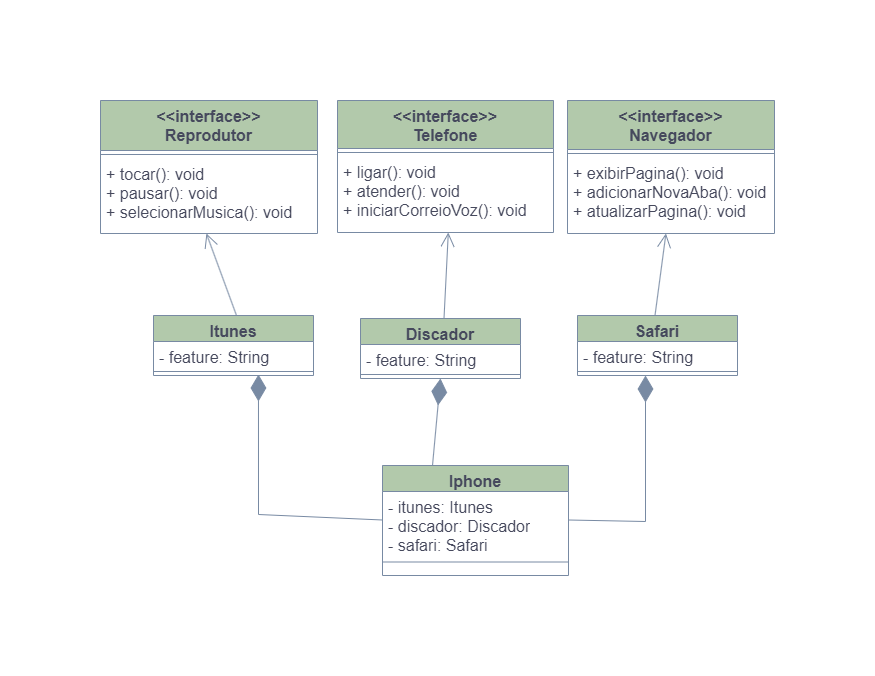 <<interface>>
Reprodutor
+ tocar(): void
+ pausar(): void
+ selecionarMusica(): void
<<interface>>
Telefone
+ ligar(): void
+ atender(): void
+ iniciarCorreioVoz(): void
<<interface>>
Navegador
+ exibirPagina(): void
+ adicionarNovaAba(): void
+ atualizarPagina(): void
Itunes
- feature: String
Discador
- feature: String
Safari
- feature: String
Iphone
- itunes: Itunes
- discador: Discador
- safari: Safari